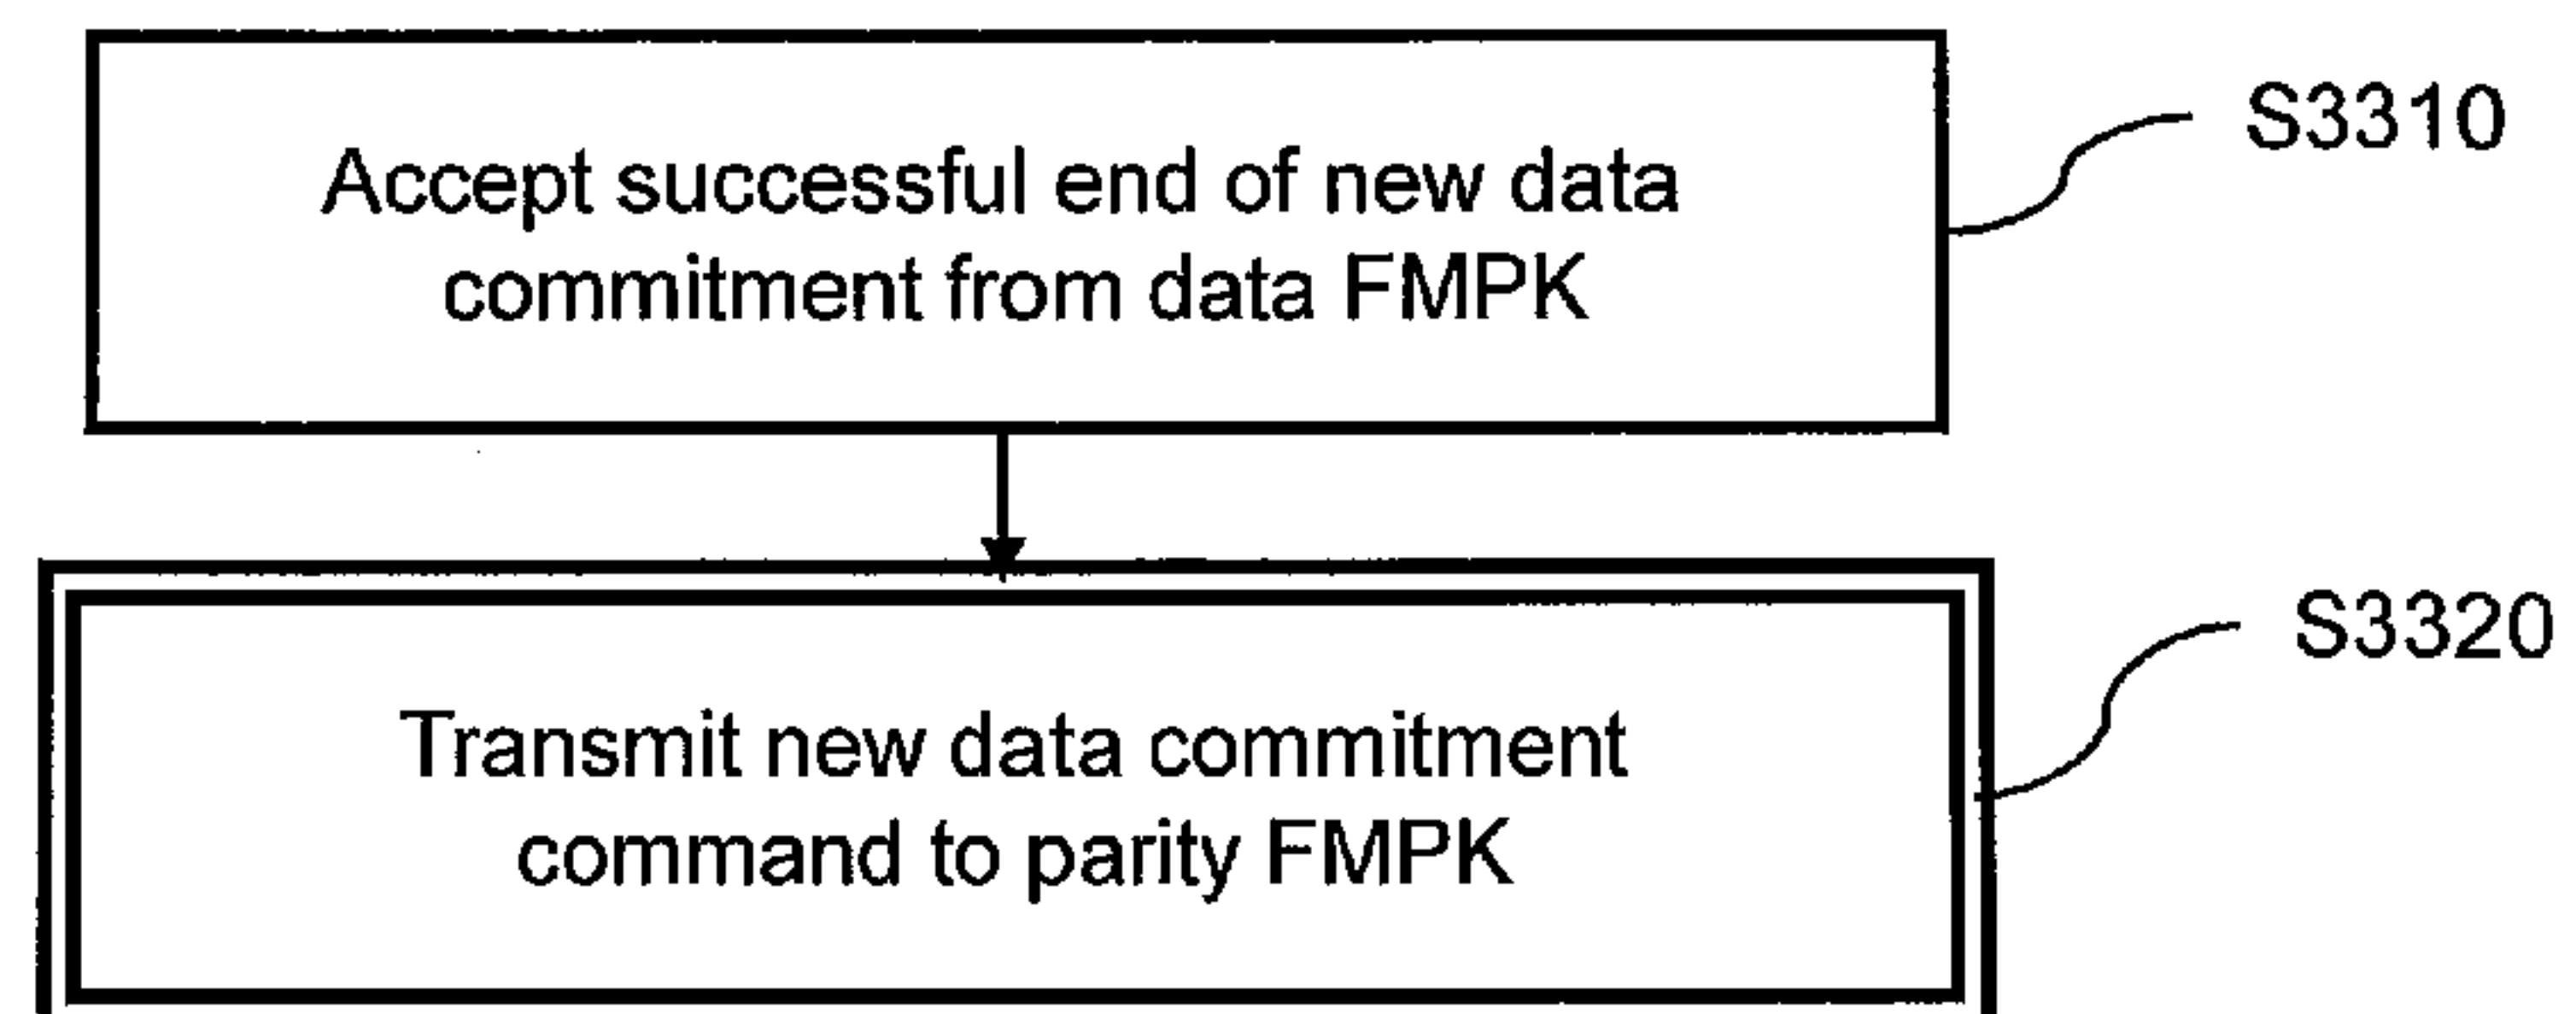 Accept successful end of new data
commitment from data FMPK
S3310
Transmit new data commitment
command to parity FMPK
S3320